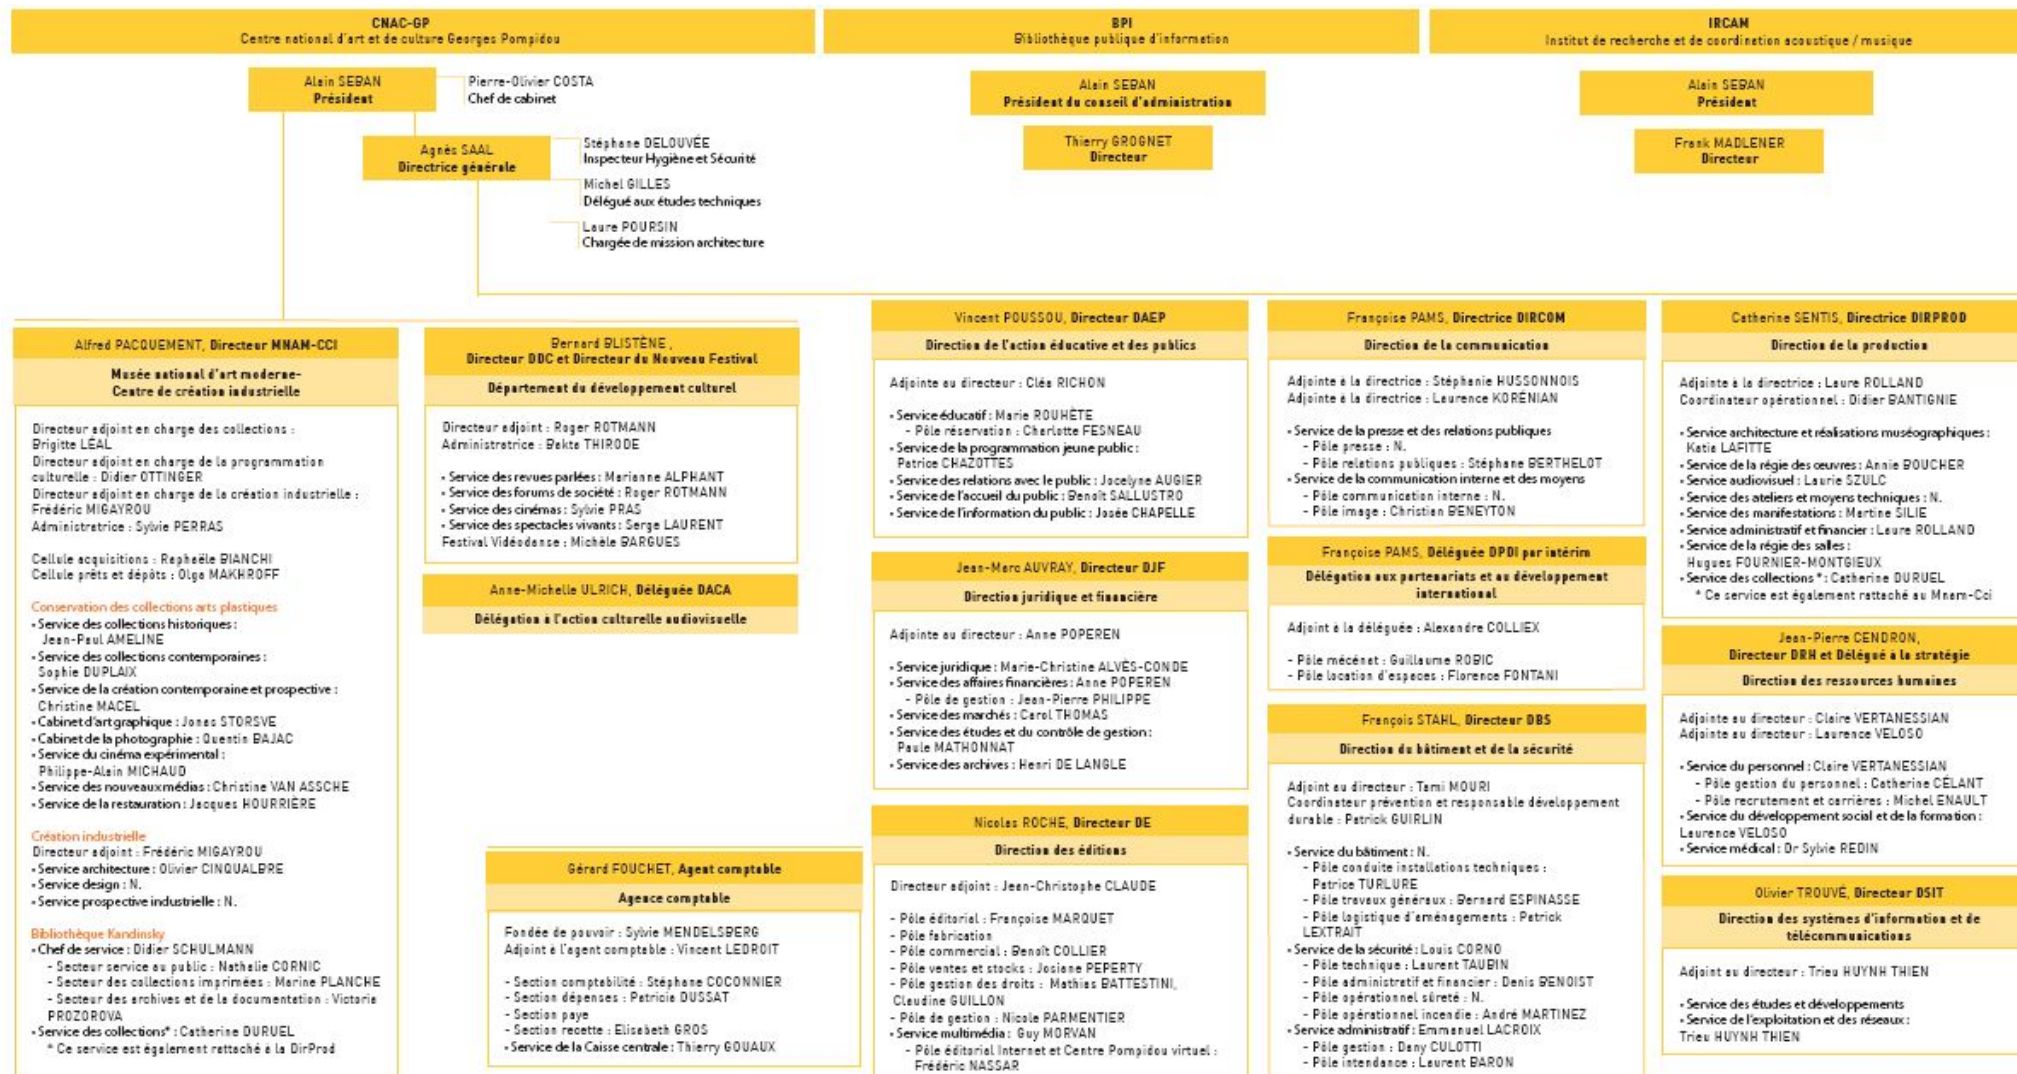 CNAC-GP
Centre national d'art et de culture Georges Pompidou
BPI
Bibliothèque publique d'information
IRCAM
Institut de recherche et de coordination acoustique / musique
Alain SEBAN
Président
Pierre-Olivier COSTA
Chef de cabinet
Agnès SAAL
Directrice générale
Stéphane DELOUVÉE
Inspecteur Hygiène et Sécurité
Michel GILLES
Délégué aux études techniques
Laure POURSIN
Chargée de mission architecture
Alain SEBAN
Président du conseil d'administration
Thierry GROGNET
Directeur
Alain SEBAN
Président
Frank MADLENER
Directeur
Alfred PACQUEMENT, Directeur MNAM-CCI
Musée national d'art moderne-
Centre de création industrielle
Directeur adjoint en charge des collections :
Brigitte LÉAL
Directeur adjoint en charge de la programmation
culturelle : Didier OTTINGER
Directeur adjoint en charge de la création industrielle :
Frédéric MIGAYROU
Administratrice : Sylvie PERRAS
Cellule acquisitions : Raphaële BIANCHI
Cellule prêts et dépôts : Olga MAKHROFF
Conservation des collections arts plastiques
• Service des collections historiques :
Jean-Paul AMELINE
• Service des collections contemporaines :
Sophie DUPLAIX
• Service de la création contemporaine et prospective :
Christine MACEL
• Cabinet d'art graphique : Jonas STORSVE
• Cabinet de la photographie : Quentin BAJAC
• Service du cinéma expérimental :
Philippe-Alain MICHAUD
• Service des nouveaux médias : Christine VAN ASSCHE
• Service de la restauration : Jacques HOURRIÈRE
Création industrielle
Directeur adjoint : Frédéric MIGAYROU
• Service architecture : Olivier CINQUALBRE
• Service design : N.
• Service prospective industrielle : N.
Bibliothèque Kandinsky
• Chef de service : Didier SCHULMANN
- Secteur service au public : Nathalie CORNIC
- Secteur des collections imprimées : Marine PLANCHE
- Secteur des archives et de la documentation : Victoria
PROZOROVA
• Service des collections* : Catherine DURUEL
* Ce service est également rattaché à la DirProd
Bernard BLISTÈNE ,
Directeur DDC et Directeur du Nouveau Festival
Département du développement culturel
Directeur adjoint : Roger ROTMANN
Administratrice : Bakta THIRODE
• Service des revues parlées : Marianne ALPHANT
• Service des forums de société : Roger ROTMANN
• Service des cinémas : Sylvie PRAS
• Service des spectacles vivants : Serge LAURENT
Festival Vidéodanse : Michèle BARGUES
Anne-Michelle ULRICH, Déléguée DACA
Délégation à l'action culturelle audiovisuelle
Gérard FOUCHET, Agent comptable
Agence comptable
Fondée de pouvoir : Sylvie MENDELSBERG
Adjoint à l'agent comptable : Vincent LEDROIT
- Section comptabilité : Stéphane COCONNIER
- Section dépenses : Patricia DUSSAT
- Section paye
- Section recette : Elisabeth GROS
• Service de la Caisse centrale : Thierry GOUAUX
Vincent POUSSOU, Directeur DAEP
Direction de l'action éducative et des publics
Adjointe au directeur : Cléa RICHON
• Service éducatif : Marie ROUHÈTE
- Pôle réservation : Charlotte FESNEAU
• Service de la programmation jeune public :
Patrice CHAZOTTES
• Service des relations avec le public : Jocelyne AUGIER
• Service de l'accueil du public : Benoît SALLUSTRO
• Service de l'information du public : Josée CHAPELLE
Jean-Marc AUVRAY, Directeur DJF
Direction juridique et financière
Adjointe au directeur : Anne POPEREN
• Service juridique : Marie-Christine ALVÈS-CONDE
• Service des affaires financières : Anne POPEREN
- Pôle de gestion : Jean-Pierre PHILIPPE
• Service des marchés : Carol THOMAS
• Service des études et du contrôle de gestion :
Paule MATHONNAT
• Service des archives : Henri DE LANGLE
Nicolas ROCHE, Directeur DE
Direction des éditions
Directeur adjoint : Jean-Christophe CLAUDE
- Pôle éditorial : Françoise MARQUET
- Pôle fabrication
- Pôle commercial : Benoît COLLIER
- Pôle ventes et stocks : Josiane PEPERTY
- Pôle gestion des droits : Mathias BATTESTINI,
Claudine GUILLON
- Pôle de gestion : Nicole PARMENTIER
• Service multimédia : Guy MORVAN
- Pôle éditorial Internet et Centre Pompidou virtuel :
Frédéric NASSAR
Françoise PAMS, Directrice DIRCOM
Direction de la communication
Adjointe à la directrice : Stéphanie HUSSONNOIS
Adjointe à la directrice : Laurence KORÉNIAN
• Service de la presse et des relations publiques
- Pôle presse : N.
- Pôle relations publiques : Stéphane BERTHELOT
• Service de la communication interne et des moyens
- Pôle communication interne : N.
- Pôle image : Christian BENEYTON
Françoise PAMS, Déléguée DPDI par intérim
Délégation aux partenariats et au développement
international
Adjoint à la déléguée : Alexandre COLLIEX
- Pôle mécénat : Guillaume ROBIC
- Pôle location d'espaces : Florence FONTANI
François STAHL, Directeur DBS
Direction du bâtiment et de la sécurité
Adjoint au directeur : Tami MOURI
Coordinateur prévention et responsable développement
durable : Patrick GUIRLIN
• Service du bâtiment : N.
- Pôle conduite installations techniques :
Patrice TURLURE
- Pôle travaux généraux : Bernard ESPINASSE
- Pôle logistique d'aménagements : Patrick
LEXTRAIT
• Service de la sécurité : Louis CORNO
- Pôle technique : Laurent TAUBIN
- Pôle administratif et financier : Denis BENOIST
- Pôle opérationnel sûreté : N.
- Pôle opérationnel incendie : André MARTINEZ
• Service administratif : Emmanuel LACROIX
- Pôle gestion : Dany CULOTTI
- Pôle intendance : Laurent BARON
Catherine SENTIS, Directrice DIRPROD
Direction de la production
Adjointe à la directrice : Laure ROLLAND
Coordinateur opérationnel : Didier BANTIGNIE
• Service architecture et réalisations muséographiques :
Katia LAFITTE
• Service de la régie des œuvres : Annie BOUCHER
• Service audiovisuel : Laurie SZULC
• Service des ateliers et moyens techniques : N.
• Service des manifestations : Martine SILIE
• Service administratif et financier : Laure ROLLAND
• Service de la régie des salles :
Hugues FOURNIER-MONTGIEUX
• Service des collections * : Catherine DURUEL
* Ce service est également rattaché au Mnam-Cci
Jean-Pierre CENDRON,
Directeur DRH et Délégué à la stratégie
Direction des ressources humaines
Adjointe au directeur : Claire VERTANESSIAN
Adjointe au directeur : Laurence VELOSO
• Service du personnel : Claire VERTANESSIAN
- Pôle gestion du personnel : Catherine CÉLANT
- Pôle recrutement et carrières : Michel ENAULT
• Service du développement social et de la formation :
Laurence VELOSO
• Service médical : Dr Sylvie REDIN
Olivier TROUVÉ, Directeur DSIT
Direction des systèmes d'information et de
télécommunications
Adjoint au directeur : Trieu HUYNH THIEN
• Service des études et développements
• Service de l'exploitation et des réseaux :
Trieu HUYNH THIEN